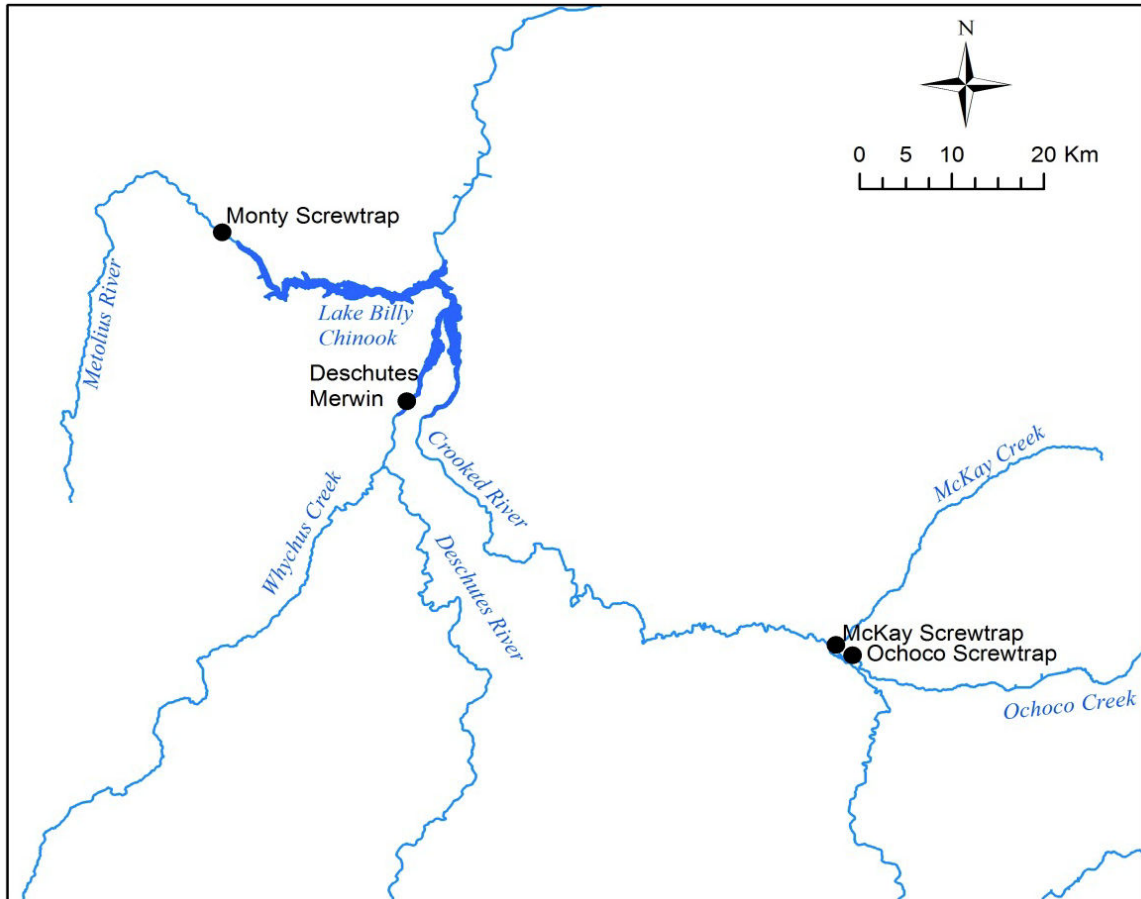 N
0 5 10 20 Km
Monty Screwtrap
Metolius River
Lake Billy
Chinook
Deschutes
Merwin
Crooked River
McKay Creek
Whychus Creek
Deschutes River
McKay Screwtrap
Ochoco Screwtrap
Ochoco Creek